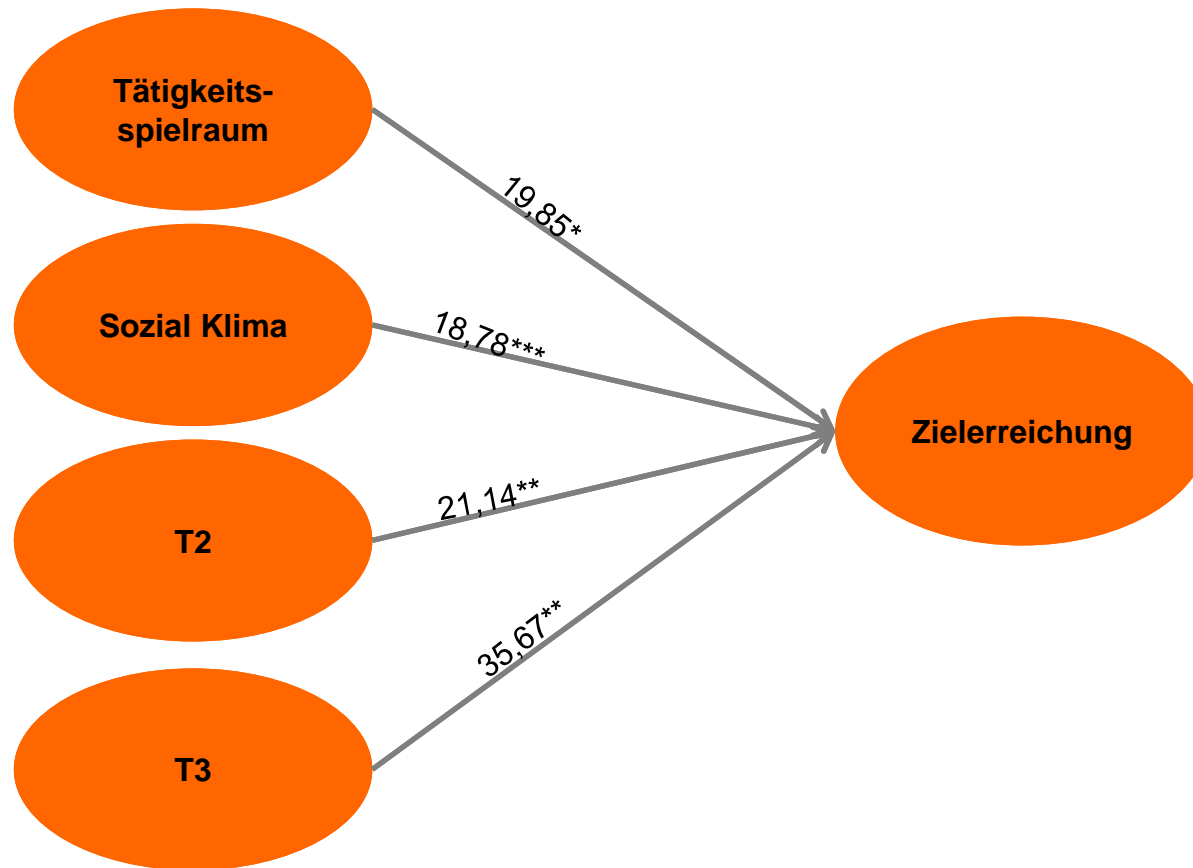 Tätigkeits-
spielraum
19,85*
Sozial Klima
18,78***
Zielerreichung
21,14**
T2
35,67**
T3